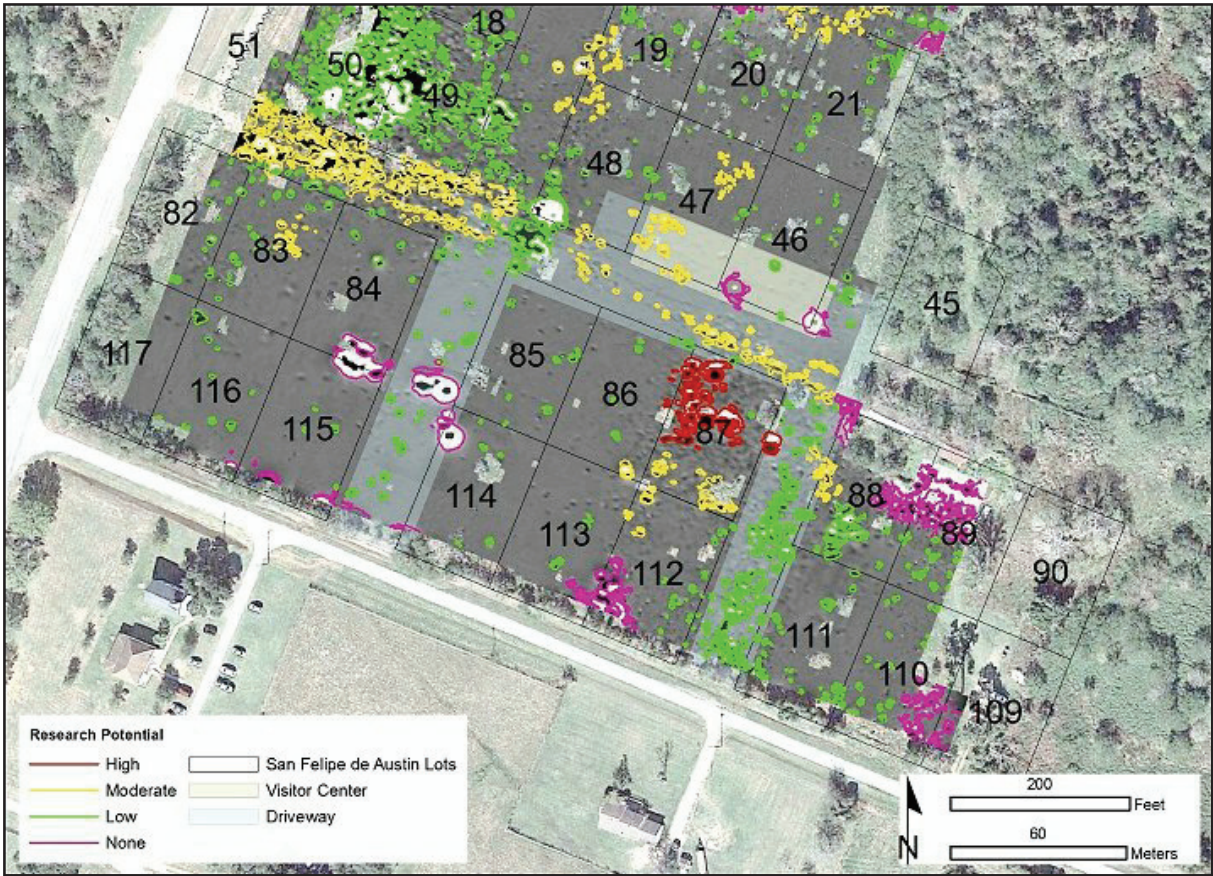 18
51
50
19
49
20
21
48
47
82
83
46
84
45
85
117
116
86
115
87
114
88
113
89
112
90
111
110
109
Research Potential
High
San Felipe de Austin Lots
Moderate
Visitor Center
Low
Driveway
None
200
Feet
60
N
Meters